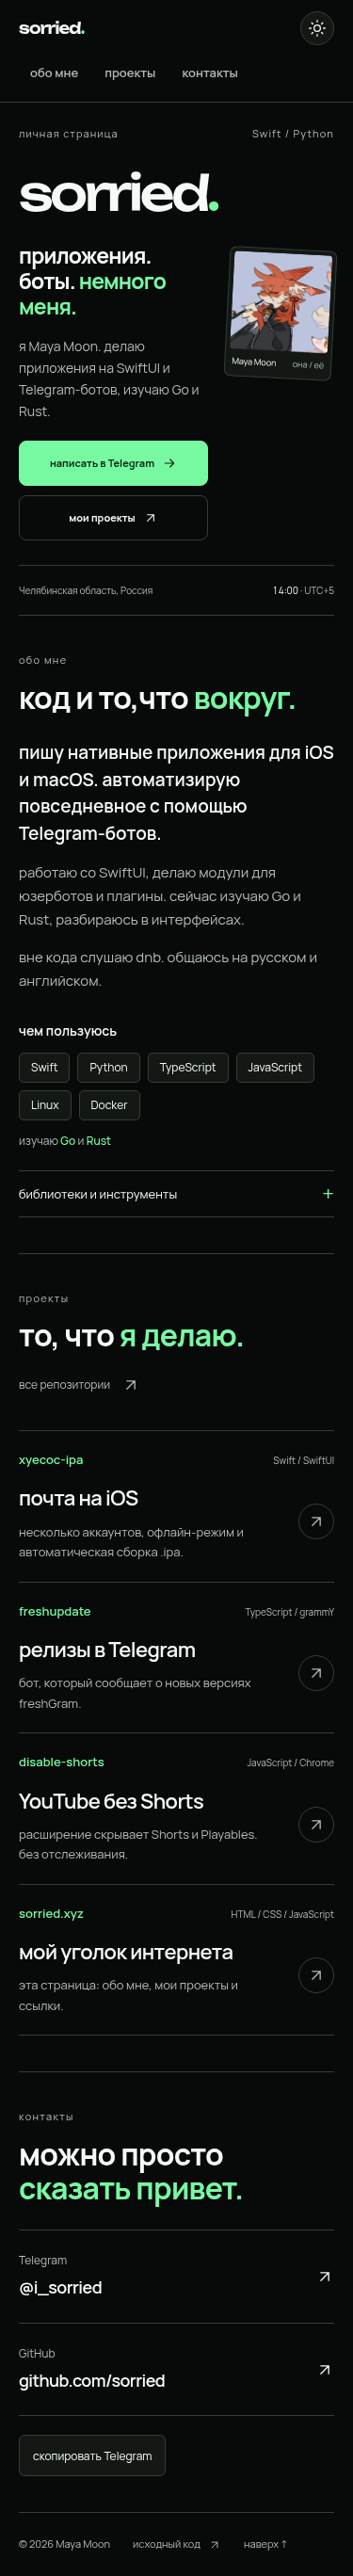 sorried.
обо мне проекты контакты
личная страница Swift / Python
sorried.
приложения.
боты. немного
меня.
я Maya Moon. делаю
приложения на SwiftUI и
Telegram-ботов, изучаю Go и
Rust.
Maya Moon она / её
написать в Telegram →
мои проекты ↗
Челябинская область, Россия 14:00 · UTC+5
обо мне
код и то,что вокруг.
пишу нативные приложения для iOS
и macOS. автоматизирую
повседневное с помощью
Telegram-ботов.
работаю со SwiftUI, делаю модули для
юзерботов и плагины. сейчас изучаю Go и
Rust, разбираюсь в интерфейсах.
вне кода слушаю dnb. общаюсь на русском и
английском.
чем пользуюсь
Swift Python TypeScript JavaScript
Linux Docker
изучаю Go и Rust
библиотеки и инструменты +
проекты
то, что я делаю.
все репозитории ↗
xyecoc-ipa Swift / SwiftUI
почта на iOS
несколько аккаунтов, офлайн-режим и
автоматическая сборка .ipa.
freshupdate TypeScript / grammY
релизы в Telegram
бот, который сообщает о новых версиях
freshGram.
disable-shorts JavaScript / Chrome
YouTube без Shorts
расширение скрывает Shorts и Playables.
без отслеживания.
sorried.xyz HTML / CSS / JavaScript
мой уголок интернета
эта страница: обо мне, мои проекты и
ссылки.
контакты
можно просто
сказать привет.
Telegram
@i_sorried
GitHub
github.com/sorried
скопировать Telegram
© 2026 Maya Moon исходный код ↗ наверх ↑